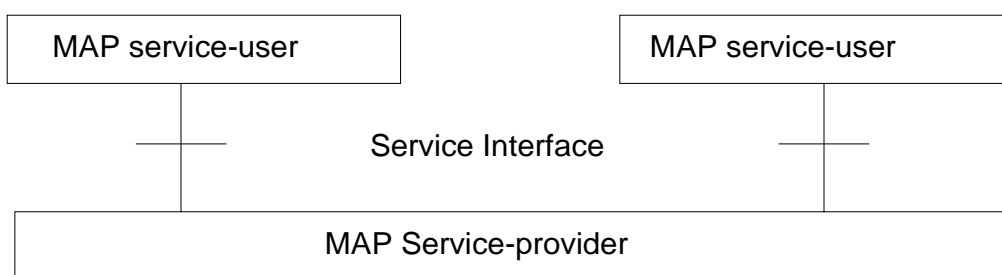 MAP service-user
MAP service-user
Service Interface
MAP Service-provider